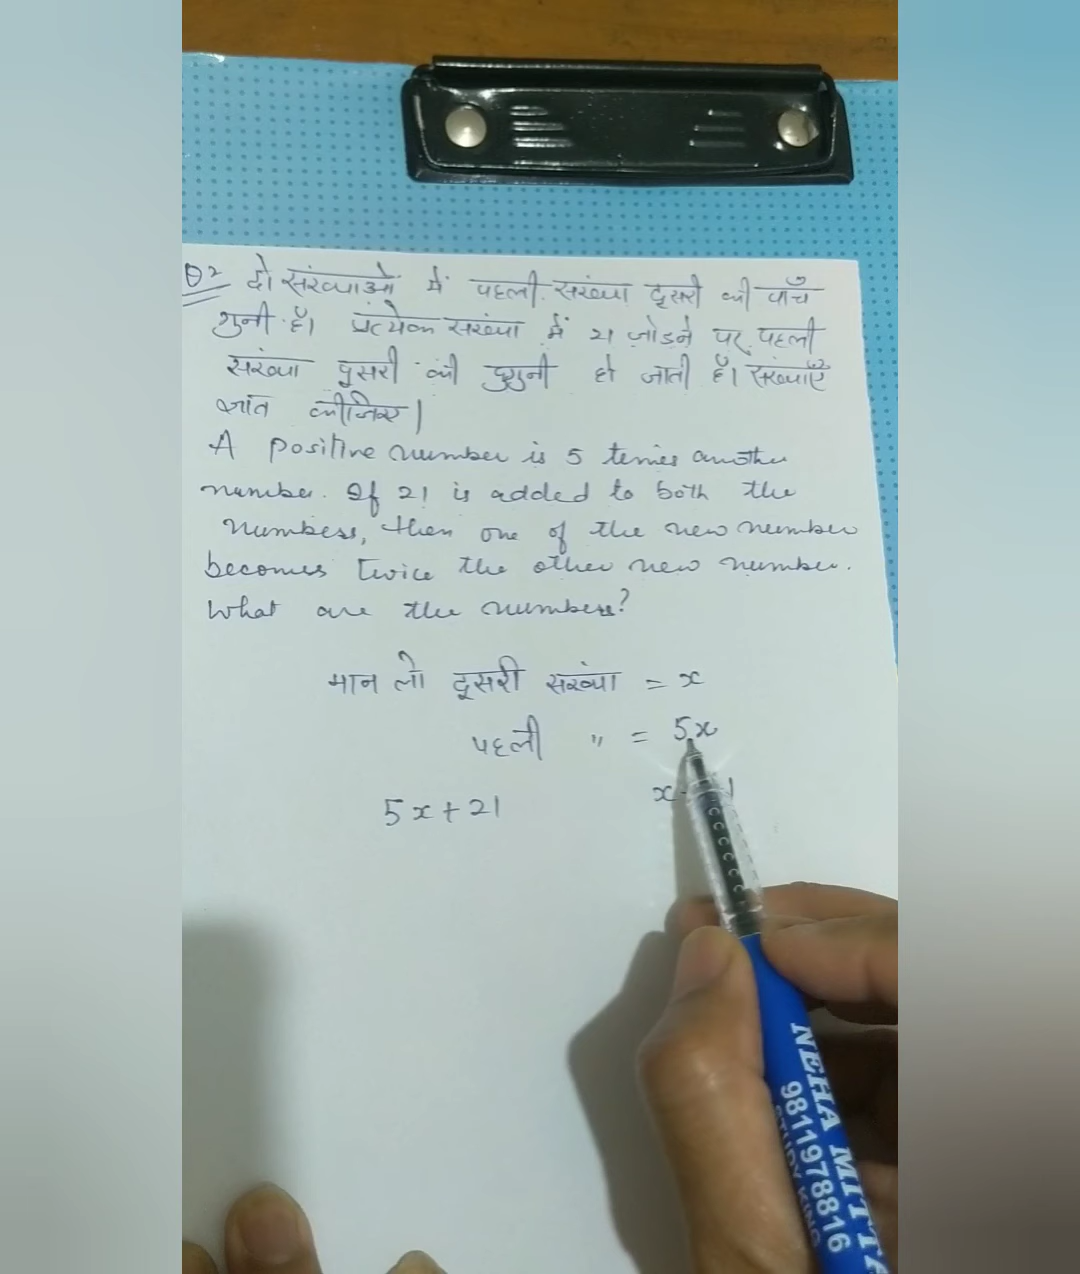 Q2 दो संख्याओं में पहली संख्या दूसरी की पाँच
गुनी है। प्रत्येक संख्या में 21 जोड़ने पर पहली
संख्या दूसरी की दुगुनी हो जाती है। संख्याएँ
ज्ञांत कीजिए।
A positive number is 5 times another
number. If 21 is added to both the
numbers, then one of the new number
becomes twice the other new number.
What are the numbers?
मान लो दूसरी संख्या = x
पहली " = 5x
5x + 21 x
NEHA
9811978816
STUDY